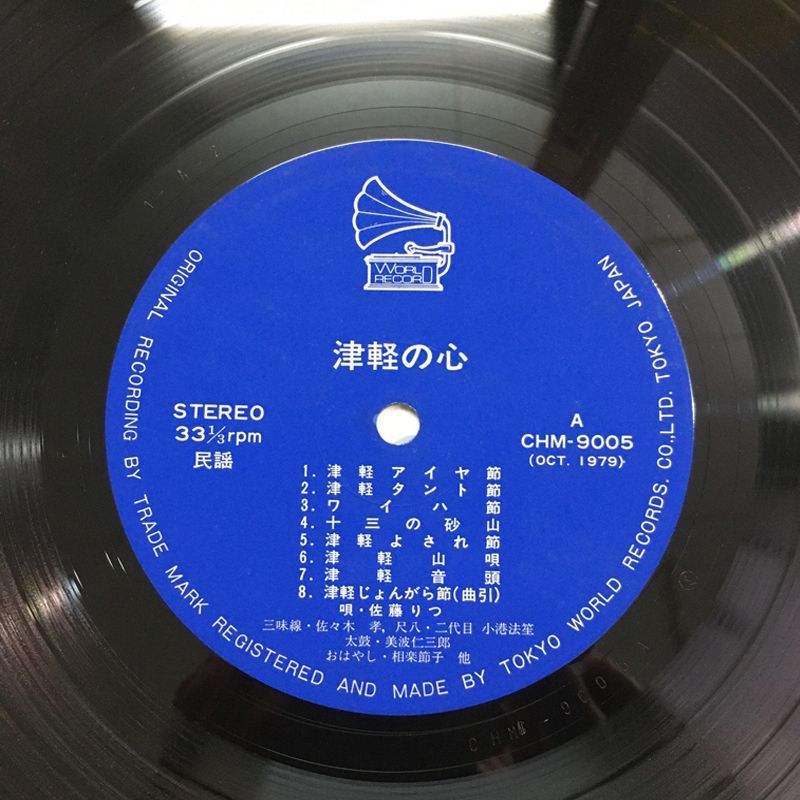 WORLD
RECORD
津軽の心
STEREO
33⅓rpm
民謡
A
CHM-9005
(OCT. 1979)
1. 津軽アイヤ節
2. 津軽タント節
3. ワイハ節
4. 十三の砂山
5. 津軽よされ節
6. 津軽山唄
7. 津軽音頭
8. 津軽じょんがら節(曲引)
唄・佐藤りつ
三味線・佐々木 孝, 尺八・二代目 小港法笙
太鼓・美波仁三郎
おはやし・相楽節子 他
ORIGINAL RECORDING BY TRADE MARK REGISTERED AND MADE BY TOKYO WORLD RECORDS, CO.,LTD. TOKYO JAPAN